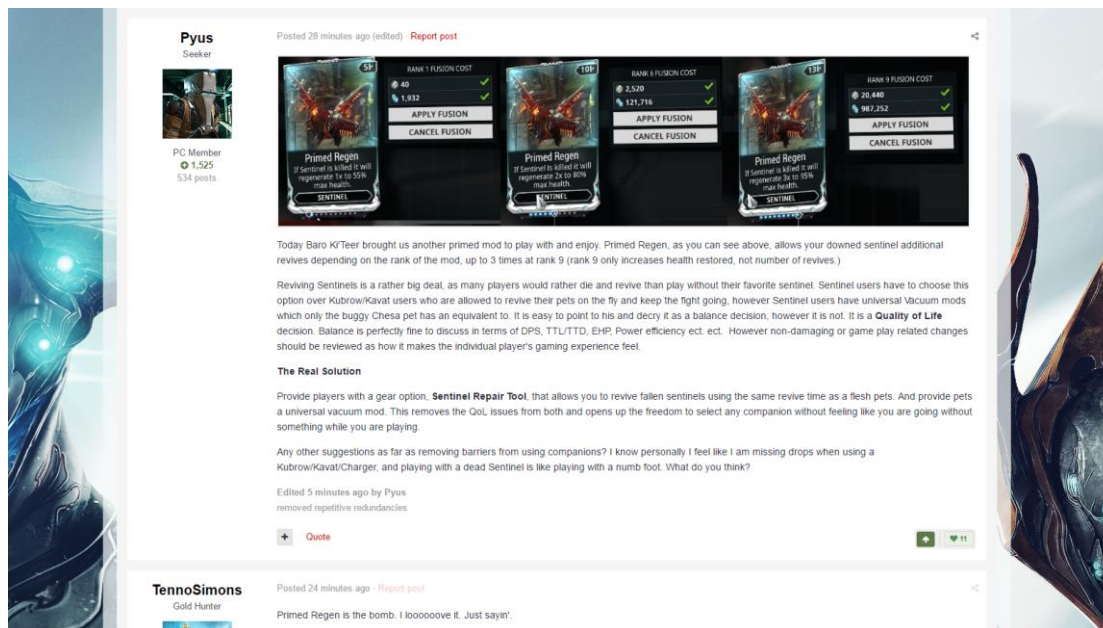 Pyus
Seeker
PC Member
1,525
534 posts
Posted 28 minutes ago (edited) · Report post
5
Primed Regen
If Sentinel is killed it will
regenerate 1x to 55%
max health.
SENTINEL
RANK 1 FUSION COST
40
1,932
APPLY FUSION
CANCEL FUSION
10
Primed Regen
If Sentinel is killed it will
regenerate 2x to 80%
max health.
SENTINEL
RANK 6 FUSION COST
2,520
121,716
APPLY FUSION
CANCEL FUSION
13
Primed Regen
If Sentinel is killed it will
regenerate 3x to 95%
max health.
SENTINEL
RANK 9 FUSION COST
20,440
987,252
APPLY FUSION
CANCEL FUSION
Today Baro Ki'Teer brought us another primed mod to play with and enjoy. Primed Regen, as you can see above, allows your downed sentinel additional
revives depending on the rank of the mod, up to 3 times at rank 9 (rank 9 only increases health restored, not number of revives.)
Reviving Sentinels is a rather big deal, as many players would rather die and revive than play without their favorite sentinel. Sentinel users have to choose this
option over Kubrow/Kavat users who are allowed to revive their pets on the fly and keep the fight going, however Sentinel users have universal Vacuum mods
which only the buggy Chesa pet has an equivalent to. It is easy to point to his and decry it as a balance decision, however it is not. It is a Quality of Life
decision. Balance is perfectly fine to discuss in terms of DPS, TTL/TTD, EHP, Power efficiency ect. ect. However non-damaging or game play related changes
should be reviewed as how it makes the individual player's gaming experience feel.
The Real Solution
Provide players with a gear option, Sentinel Repair Tool, that allows you to revive fallen sentinels using the same revive time as a flesh pets. And provide pets
a universal vacuum mod. This removes the QoL issues from both and opens up the freedom to select any companion without feeling like you are going without
something while you are playing.
Any other suggestions as far as removing barriers from using companions? I know personally I feel like I am missing drops when using a
Kubrow/Kavat/Charger, and playing with a dead Sentinel is like playing with a numb foot. What do you think?
Edited 5 minutes ago by Pyus
removed repetitive redundancies
+ Quote
11
TennoSimons
Gold Hunter
Posted 24 minutes ago · Report post
Primed Regen is the bomb. I loooooove it. Just sayin'.